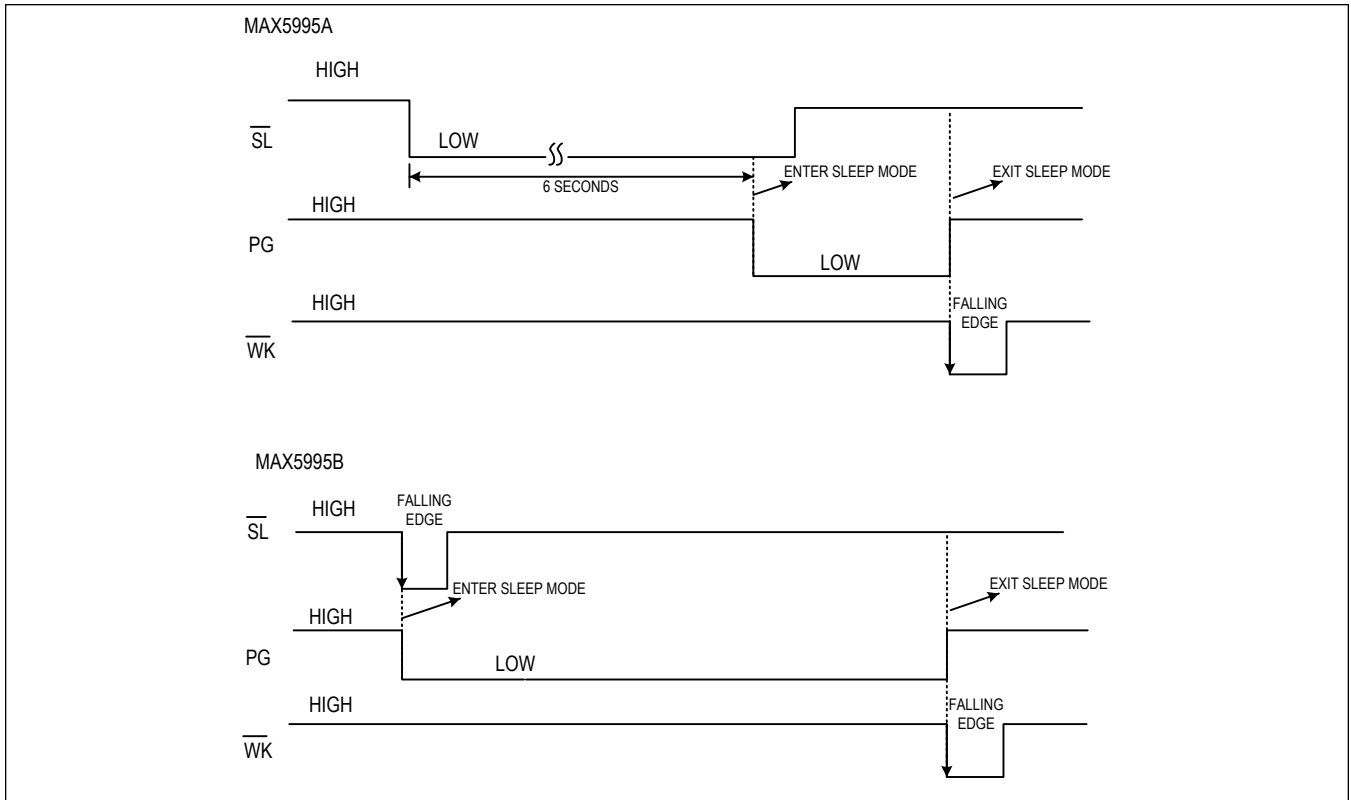 MAX5995A
HIGH
SL
LOW
6 SECONDS
ENTER SLEEP MODE
EXIT SLEEP MODE
HIGH
PG
LOW
HIGH
FALLING
EDGE
WK
MAX5995B
HIGH
FALLING
EDGE
SL
ENTER SLEEP MODE
EXIT SLEEP MODE
HIGH
PG
LOW
HIGH
FALLING
EDGE
WK